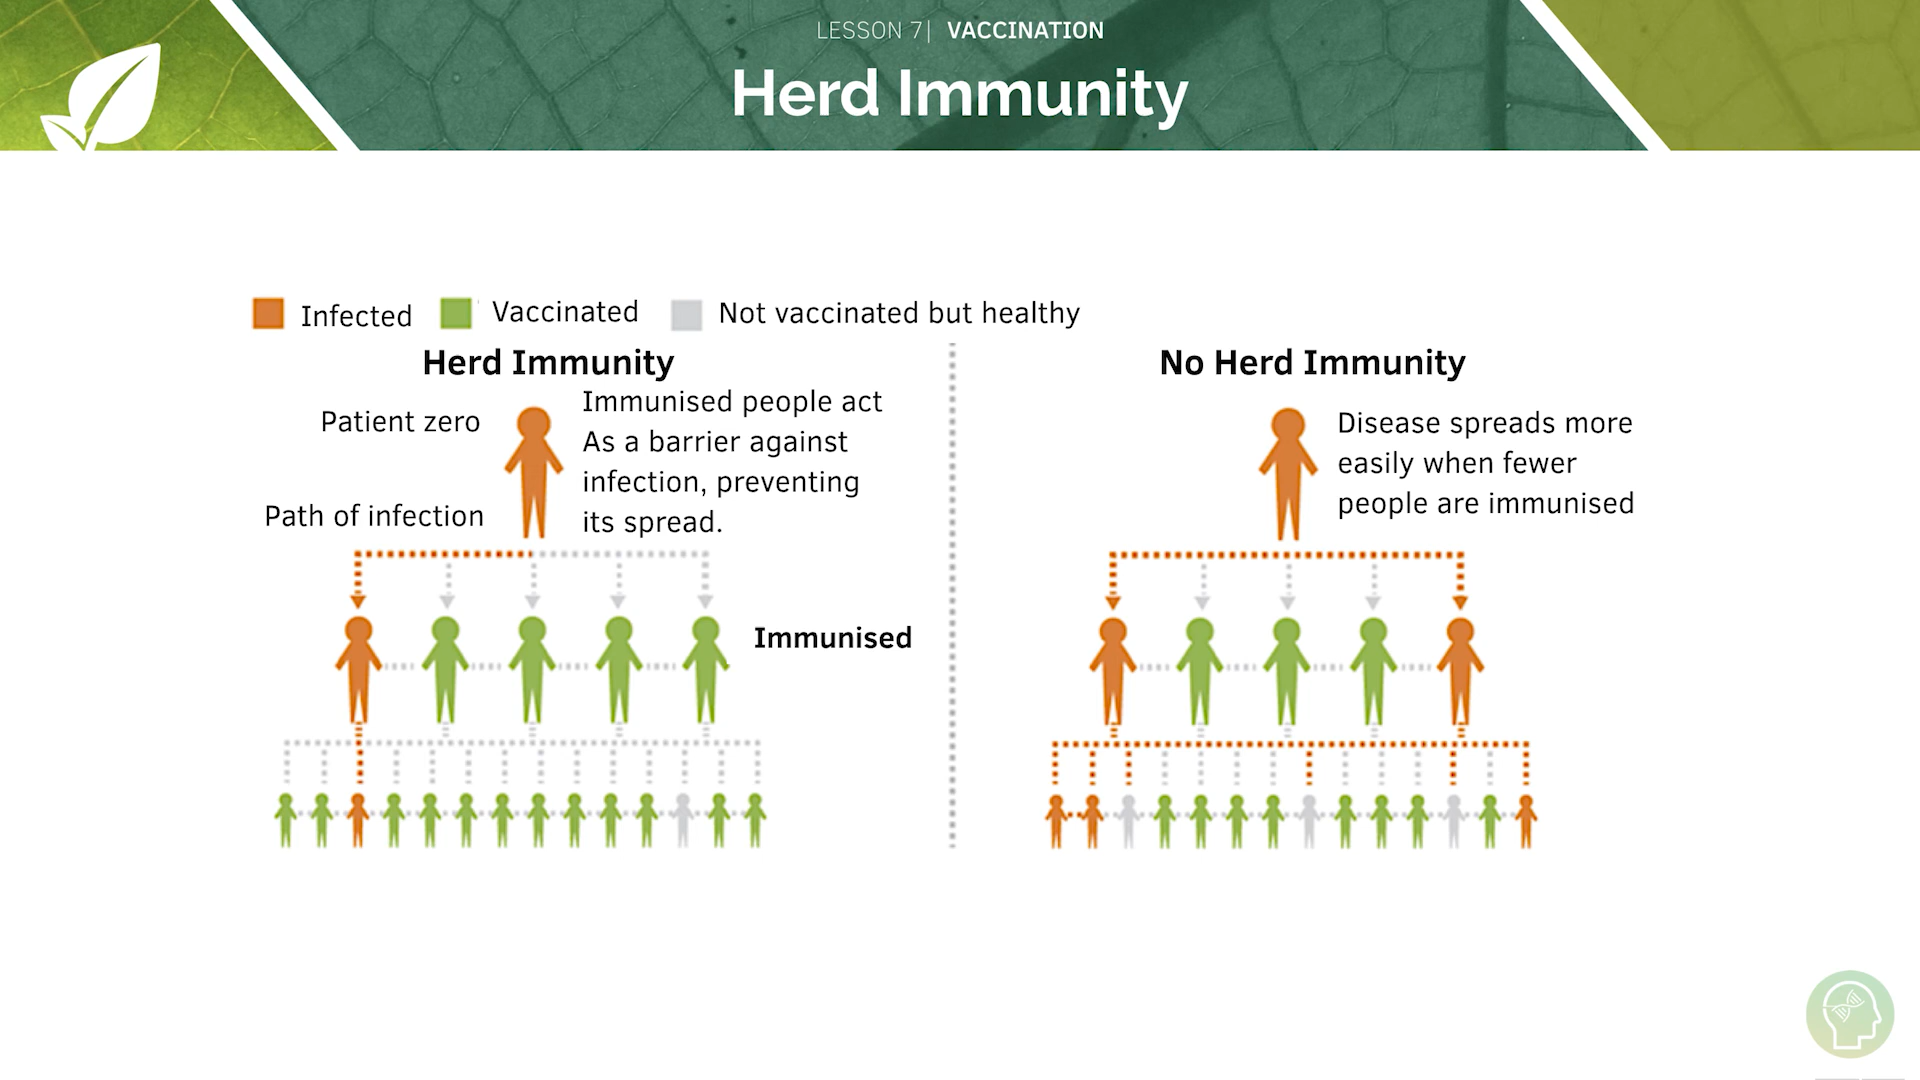 LESSON 7| VACCINATION
Herd Immunity
Infected
Vaccinated
Not vaccinated but healthy
Herd Immunity
Patient zero
Immunised people act
As a barrier against
infection, preventing
its spread.
Path of infection
Immunised
No Herd Immunity
Disease spreads more
easily when fewer
people are immunised